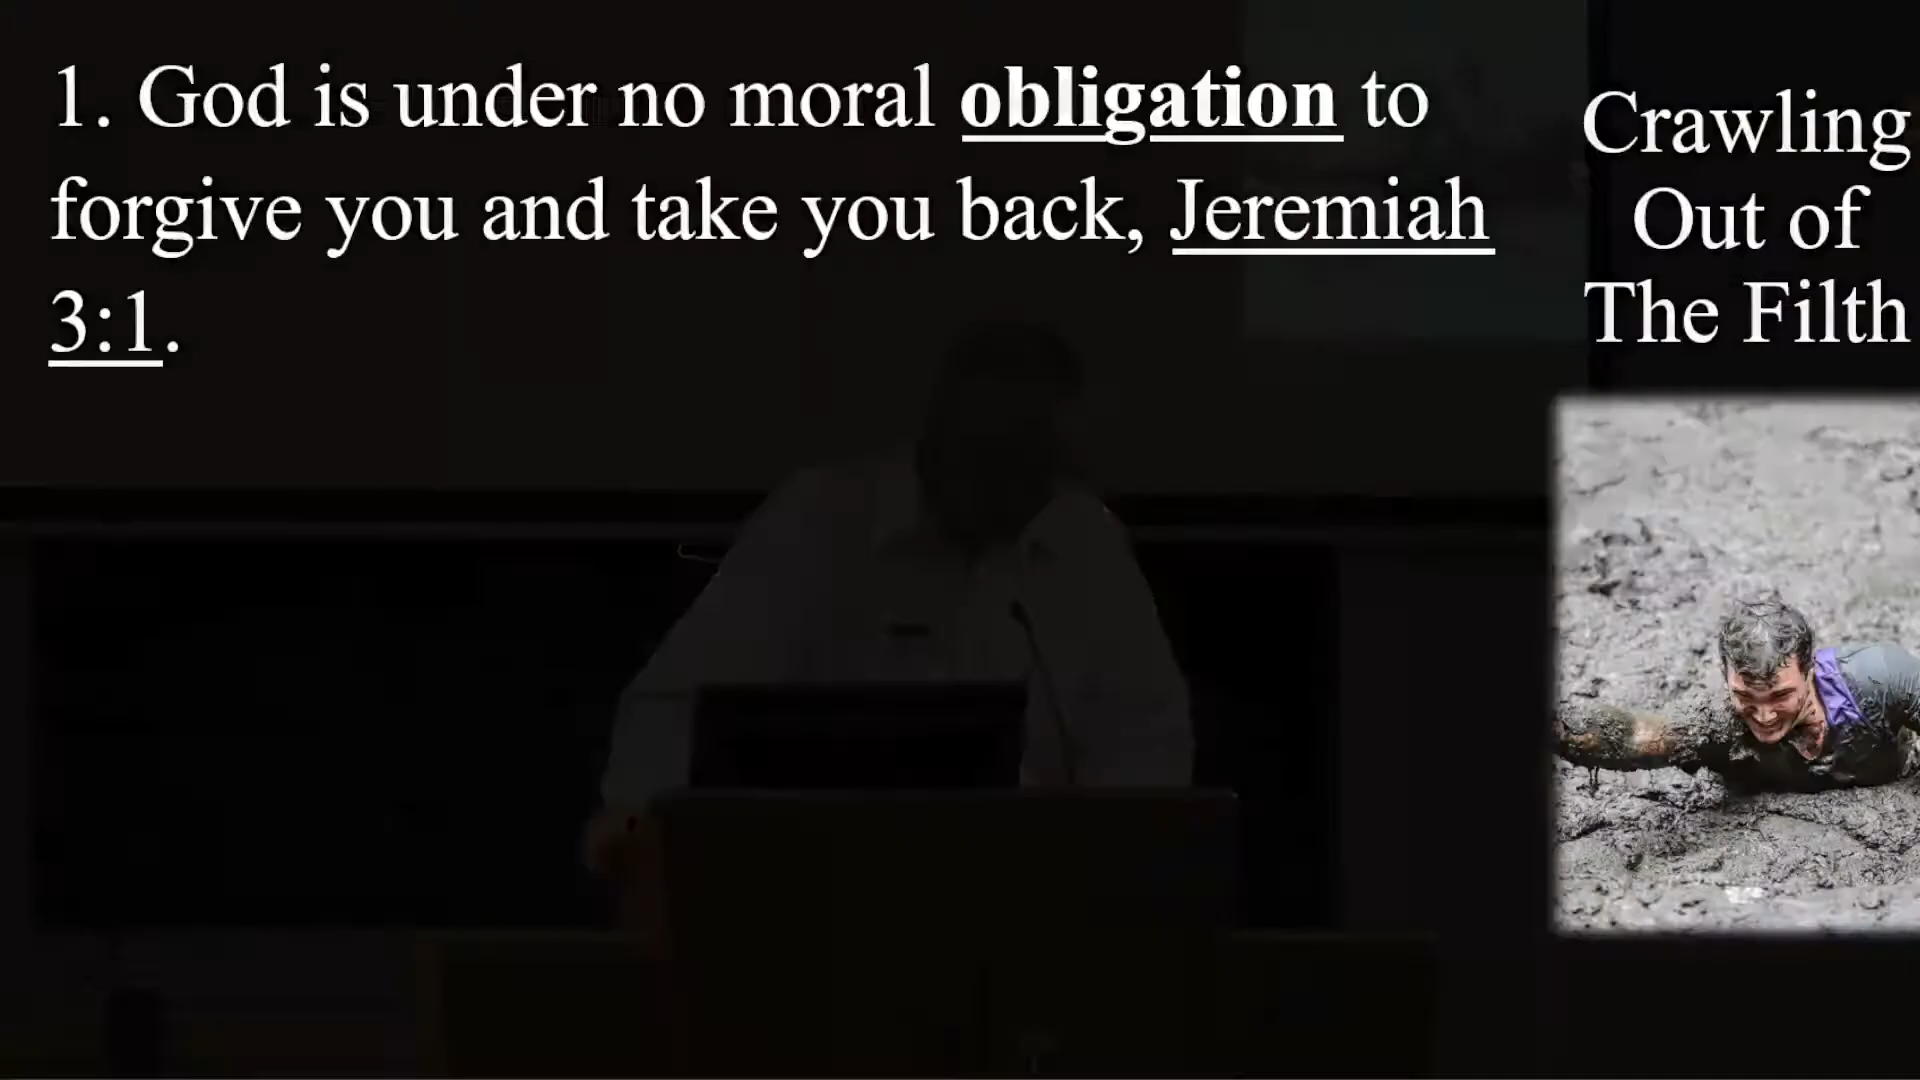 1. God is under no moral obligation to
forgive you and take you back, Jeremiah
3:1.
Crawling
Out of
The Filth